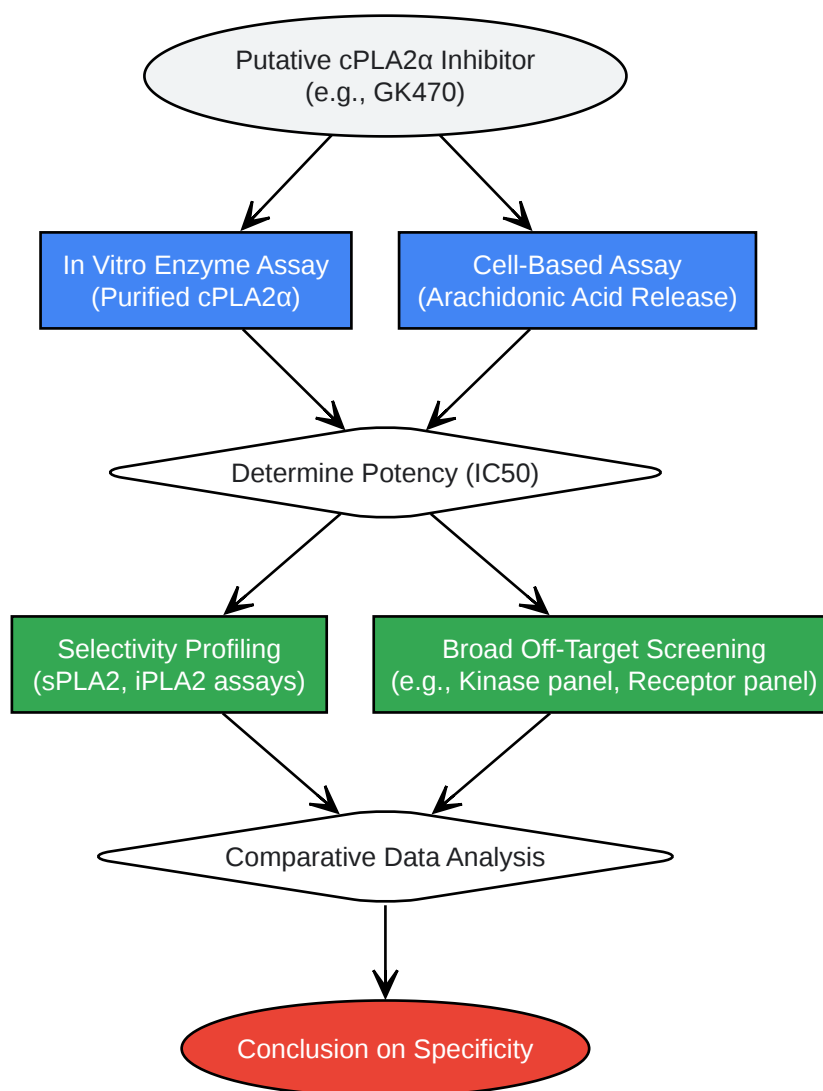 Putative cPLA2α Inhibitor
(e.g., GK470)
In Vitro Enzyme Assay
(Purified cPLA2α)
Cell-Based Assay
(Arachidonic Acid Release)
Determine Potency (IC50)
Selectivity Profiling
(sPLA2, iPLA2 assays)
Broad Off-Target Screening
(e.g., Kinase panel, Receptor panel)
Comparative Data Analysis
Conclusion on Specificity